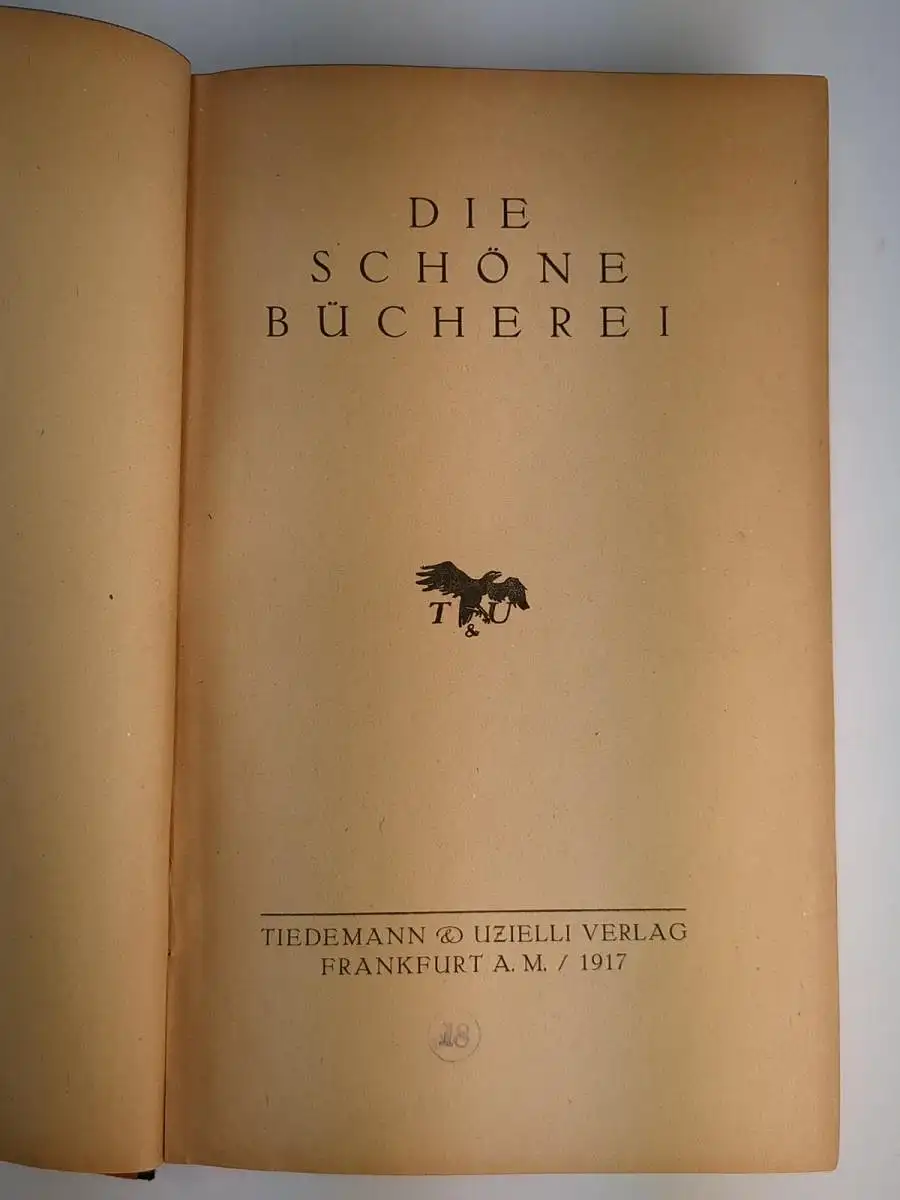 DIE
SCHÖNE
BÜCHEREI
T & U
TIEDEMANN & UZIELLI VERLAG
FRANKFURT A. M. / 1917
18